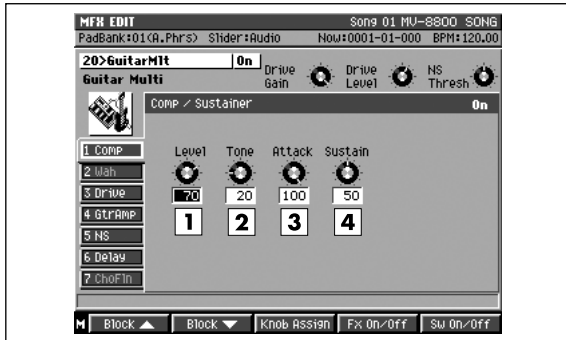 MFX EDIT Song 01 MV-8800 SONG
PadBank:01(A.Phrs) Slider:Audio Now:0001-01-000 BPM:120.00
20>GuitarMlt On
Guitar Multi
Drive Gain Drive Level NS Thresh
Comp / Sustainer On
1 Comp
2 Wah
3 Drive
4 GtrAmp
5 NS
6 Delay
7 ChoFln
Level Tone Attack Sustain
70 20 100 50
1 2 3 4
M Block ▲ Block ▼ Knob Assign Fx On/Off Sw On/Off